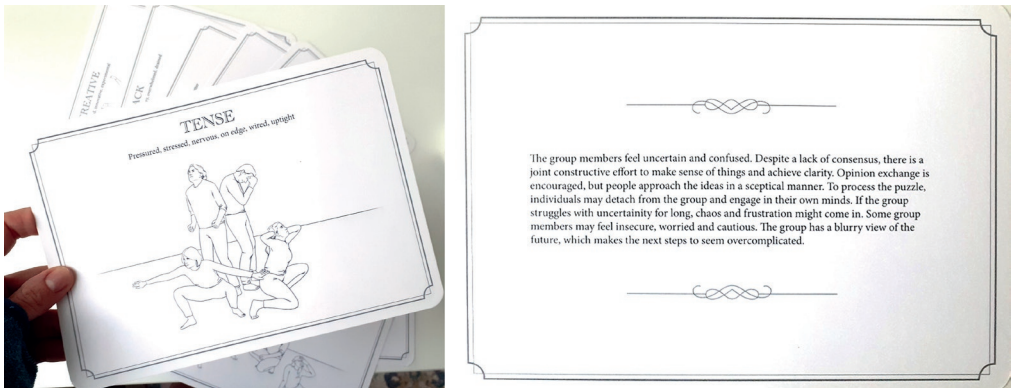 TENSE
Pressured, stressed, nervous, on edge, wired, uptight
The group members feel uncertain and confused. Despite a lack of consensus, there is a
joint constructive effort to make sense of things and achieve clarity. Opinion exchange is
encouraged, but people approach the ideas in a sceptical manner. To process the puzzle,
individuals may detach from the group and engage in their own minds. If the group
struggles with uncertainity for long, chaos and frustration might come in. Some group
members may feel insecure, worried and cautious. The group has a blurry view of the
future, which makes the next steps to seem overcomplicated.